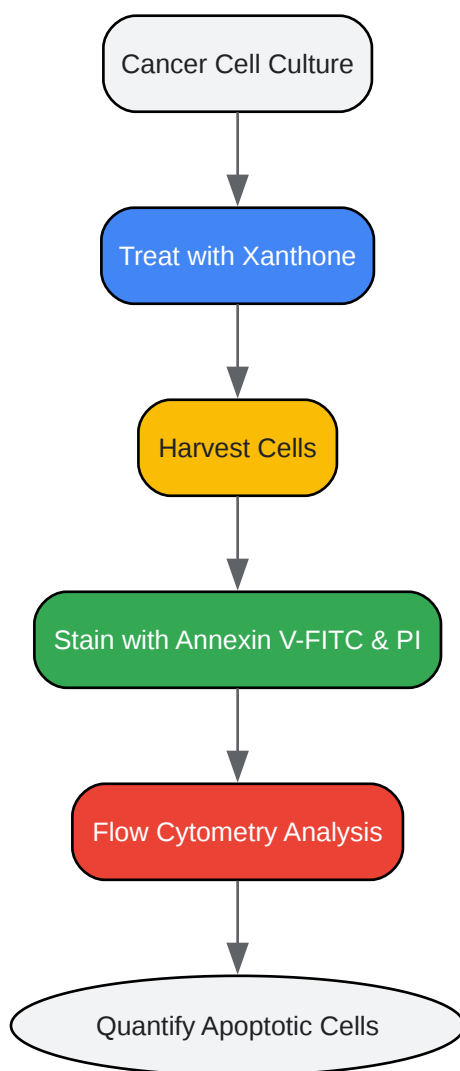 Cancer Cell Culture
Treat with Xanthone
Harvest Cells
Stain with Annexin V-FITC & PI
Flow Cytometry Analysis
Quantify Apoptotic Cells